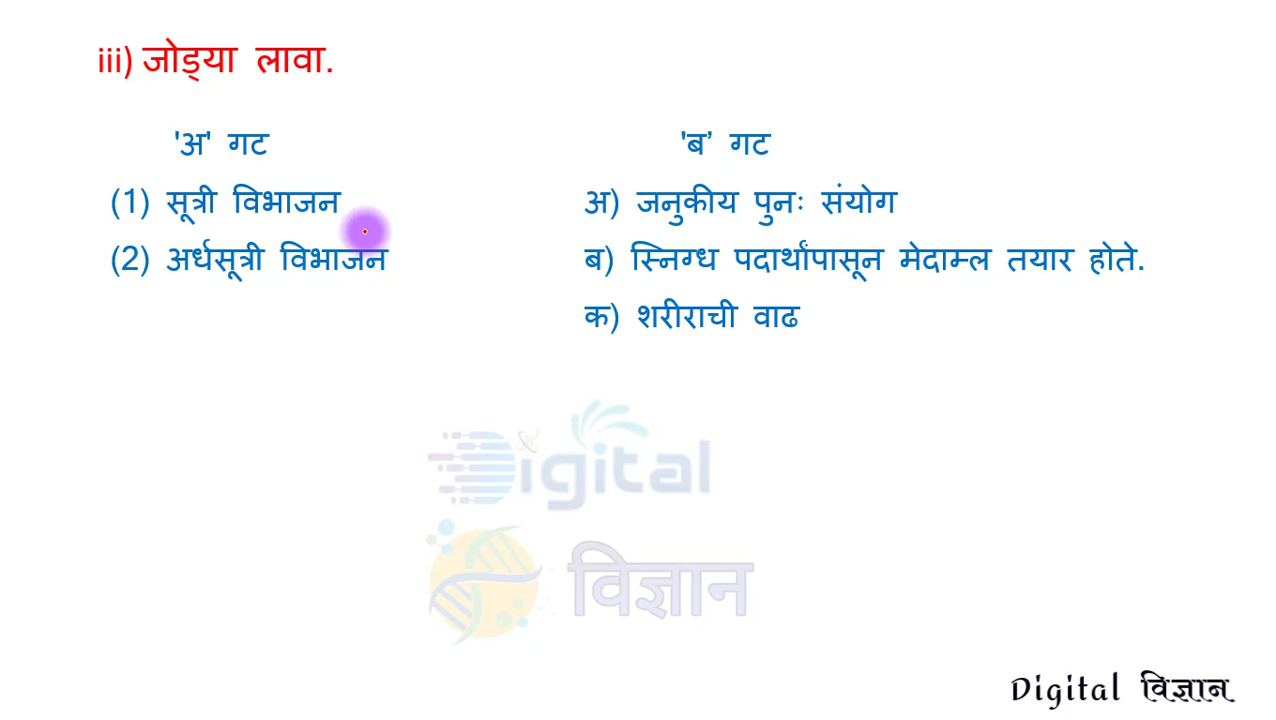 iii) जोड्या लावा.
'अ' गट 'ब’ गट
(1) सूत्री विभाजन अ) जनुकीय पुनः संयोग
(2) अर्धसूत्री विभाजन ब) स्निग्ध पदार्थांपासून मेदाम्ल तयार होते.
क) शरीराची वाढ
Digital
विज्ञान
Digital विज्ञान